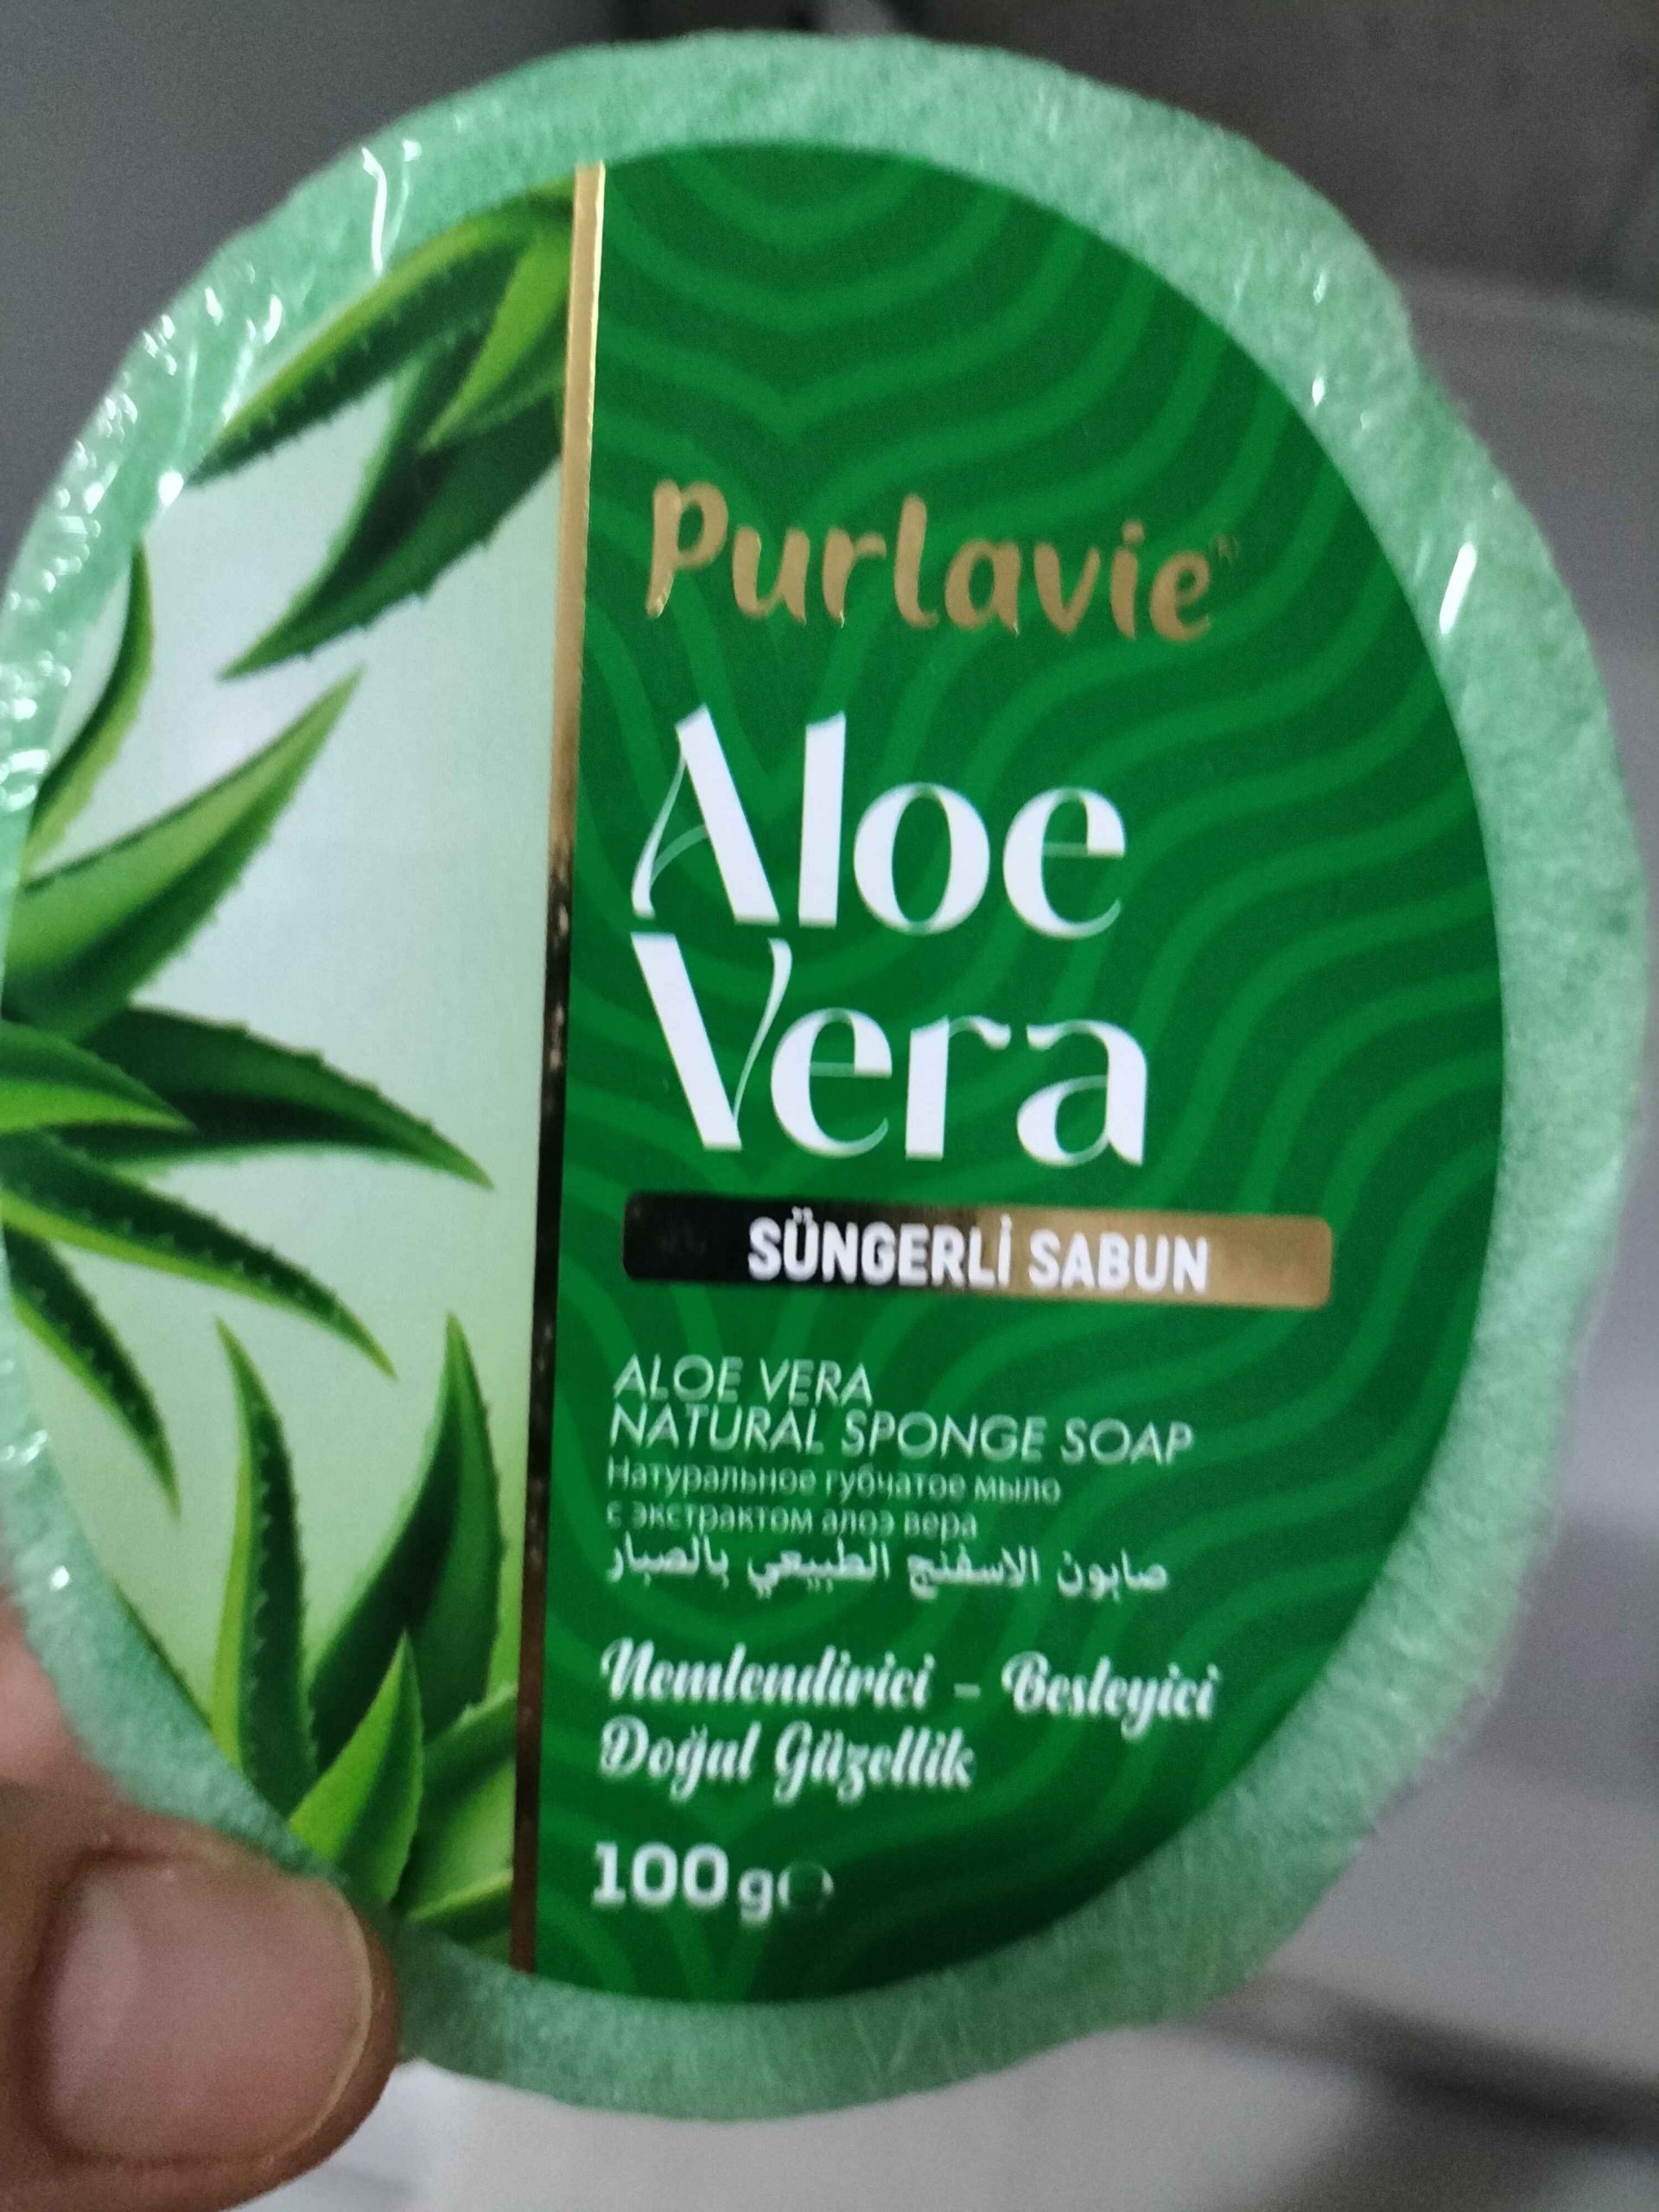 Purlavie
Aloe
Vera
SÜNGERLİ SABUN
ALOE VERA
NATURAL SPONGE SOAP
Натуральное губчатое мыло
с экстрактом алоэ вера
صابون الاسفنج الطبيعي بالصبار
Nemlendirici - Besleyici
Doğal Güzellik
100 g℮